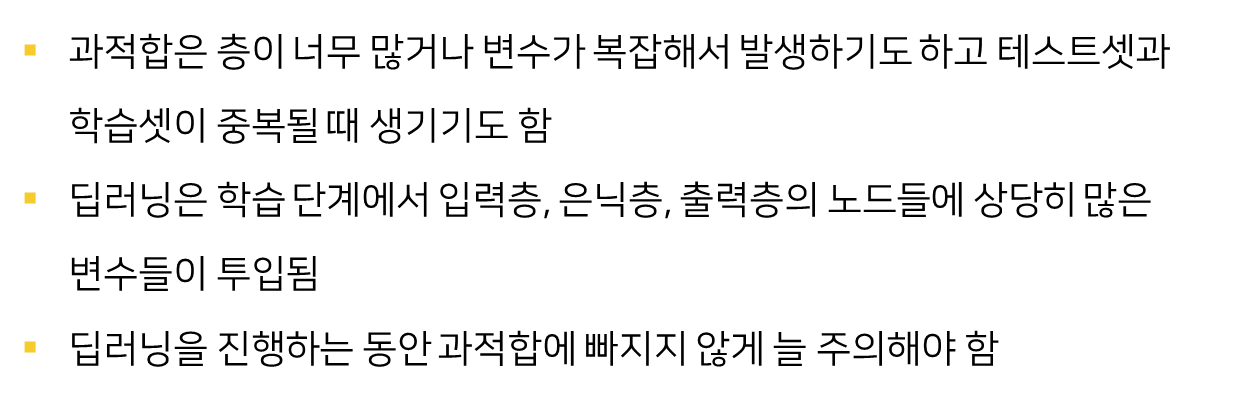 ▪ 과적합은 층이 너무 많거나 변수가 복잡해서 발생하기도 하고 테스트셋과
학습셋이 중복될 때 생기기도 함
▪ 딥러닝은 학습 단계에서 입력층, 은닉층, 출력층의 노드들에 상당히 많은
변수들이 투입됨
▪ 딥러닝을 진행하는 동안 과적합에 빠지지 않게 늘 주의해야 함